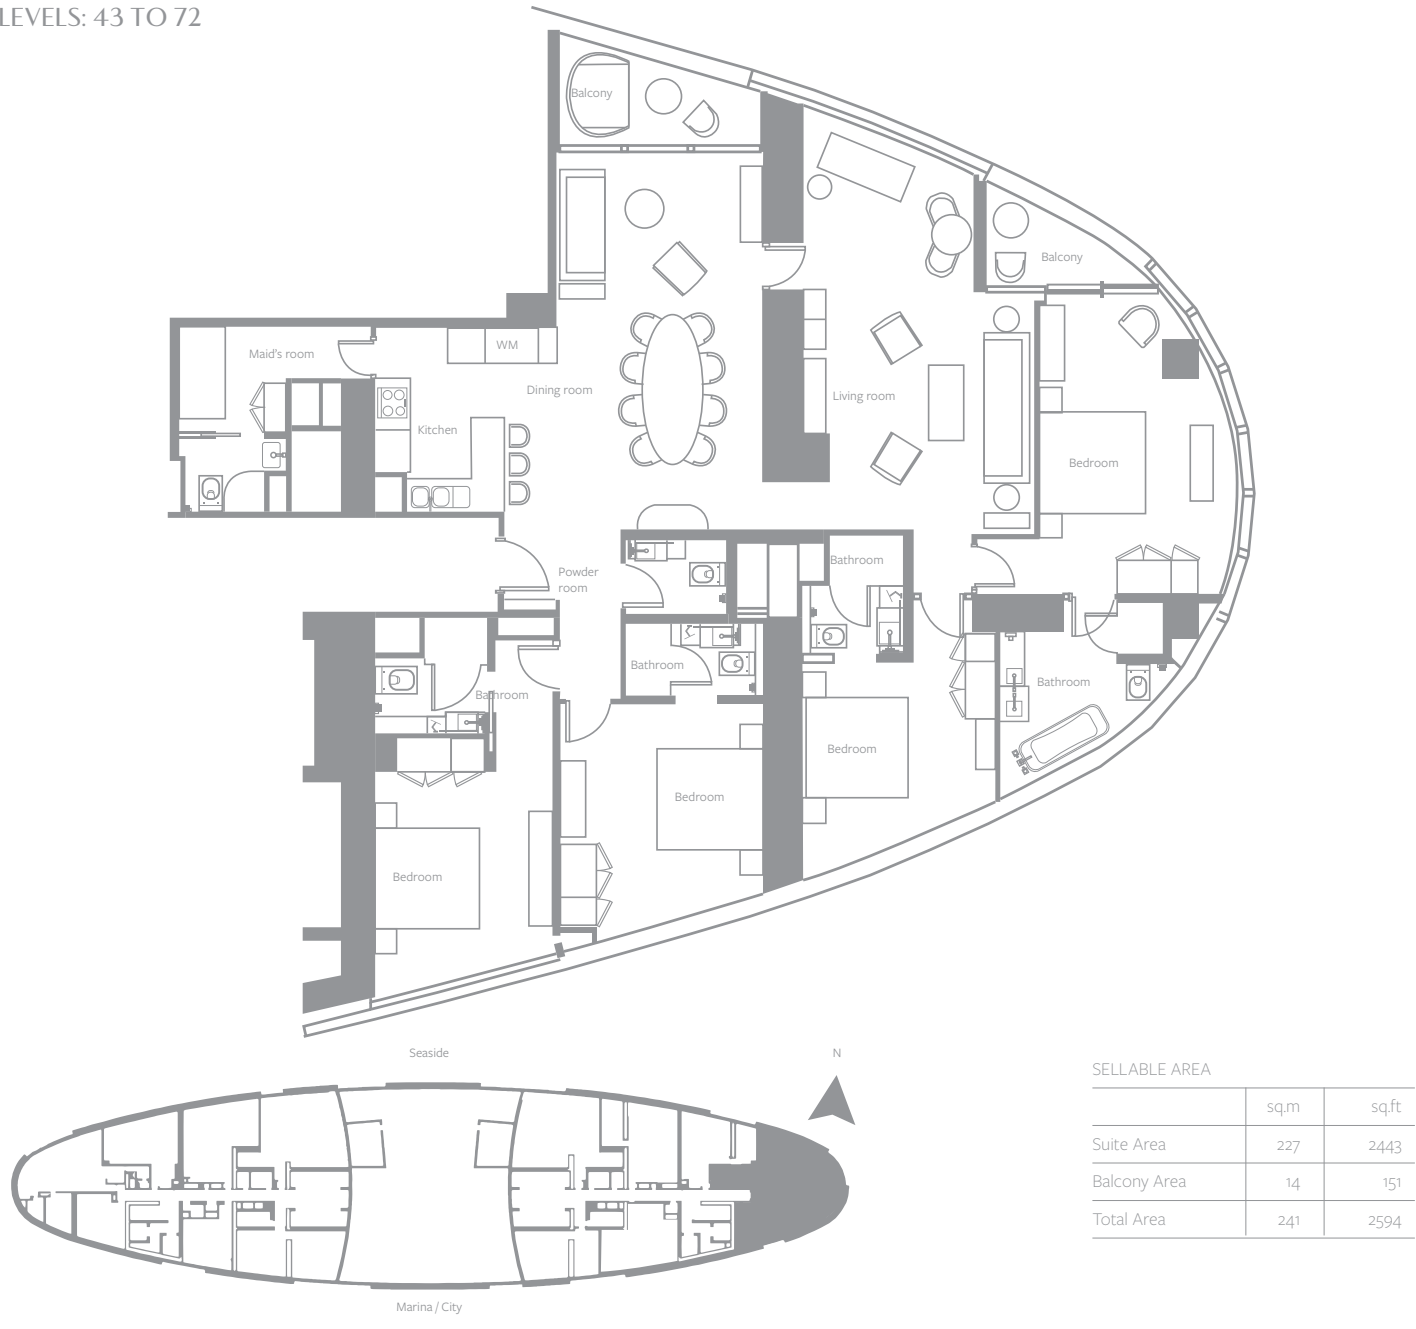 LEVELS: 43 TO 72
Balcony
Balcony
Maid's room
WM
Dining room
Living room
Kitchen
Bedroom
Powder
room
Bathroom
Bathroom
Bathroom
Bathroom
Bedroom
Bedroom
Bedroom
Seaside
N
Marina / City
SELLABLE AREA
sq.m sq.ft
Suite Area 227 2443
Balcony Area 14 151
Total Area 241 2594